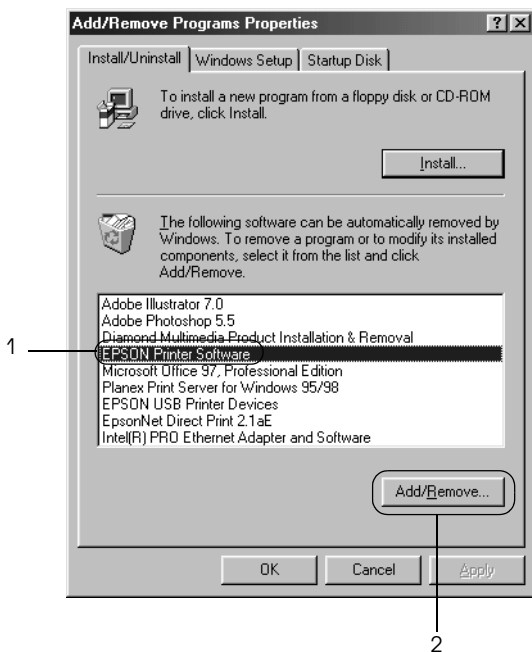 Add/Remove Programs Properties
Install/Uninstall
Windows Setup
Startup Disk
To install a new program from a floppy disk or CD-ROM
drive, click Install.
Install...
The following software can be automatically removed by
Windows. To remove a program or to modify its installed
components, select it from the list and click
Add/Remove.
Adobe Illustrator 7.0
Adobe Photoshop 5.5
Diamond Multimedia Product Installation & Removal
1
EPSON Printer Software
Microsoft Office 97, Professional Edition
Planex Print Server for Windows 95/98
EPSON USB Printer Devices
EpsonNet Direct Print 2.1aE
Intel(R) PRO Ethernet Adapter and Software
Add/Remove...
OK
Cancel
Apply
2